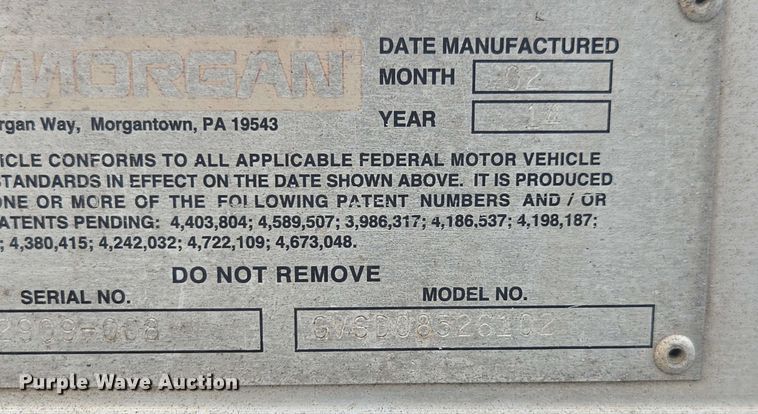 MORGAN
DATE MANUFACTURED
MONTH 02
YEAR
rgan Way, Morgantown, PA 19543
ICLE CONFORMS TO ALL APPLICABLE FEDERAL MOTOR VEHICLE
STANDARDS IN EFFECT ON THE DATE SHOWN ABOVE. IT IS PRODUCED
ONE OR MORE OF THE FOLLOWING PATENT NUMBERS AND / OR
ATENTS PENDING: 4,403,804; 4,589,507; 3,986,317; 4,186,537; 4,198,187;
; 4,380,415; 4,242,032; 4,722,109; 4,673,048.
DO NOT REMOVE
SERIAL NO.
MODEL NO.
Purple Wave Auction